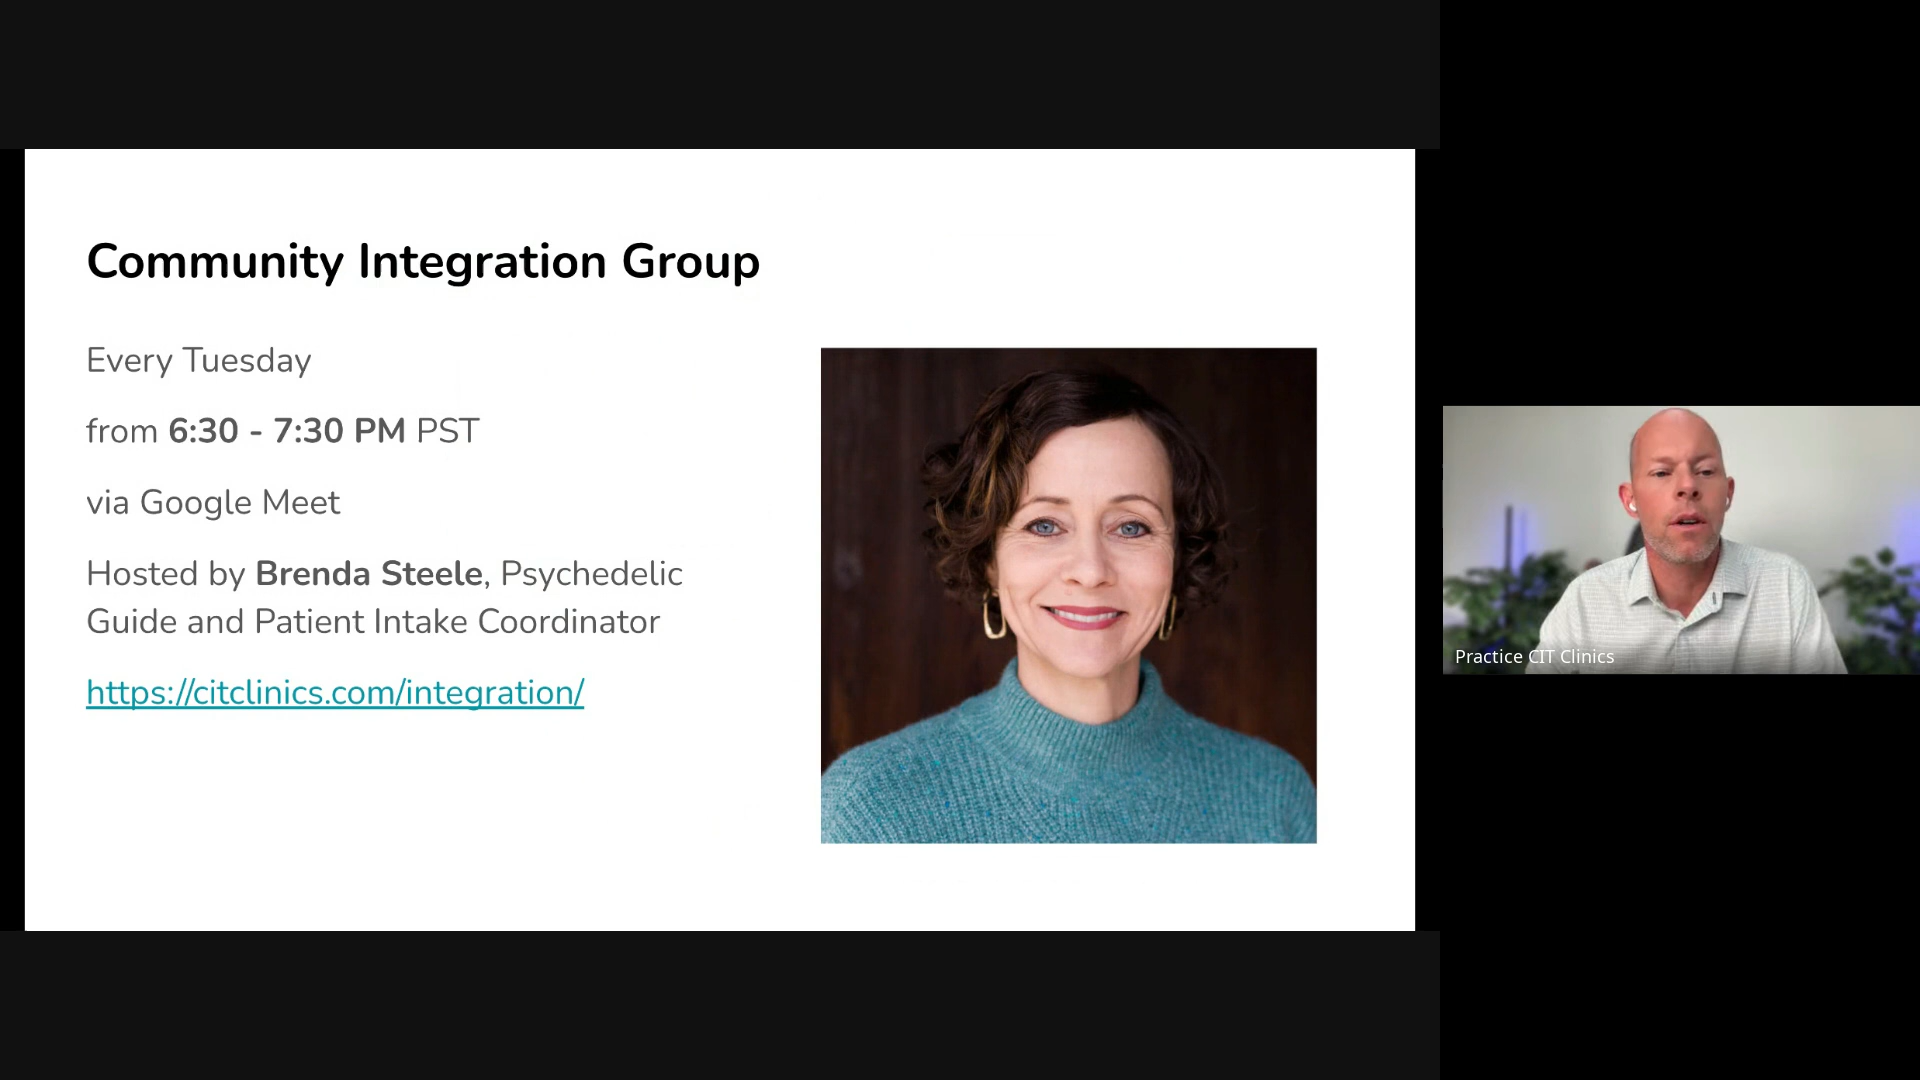 Community Integration Group
Every Tuesday
from 6:30 - 7:30 PM PST
via Google Meet
Hosted by Brenda Steele, Psychedelic
Guide and Patient Intake Coordinator
https://citclinics.com/integration/
Practice CIT Clinics